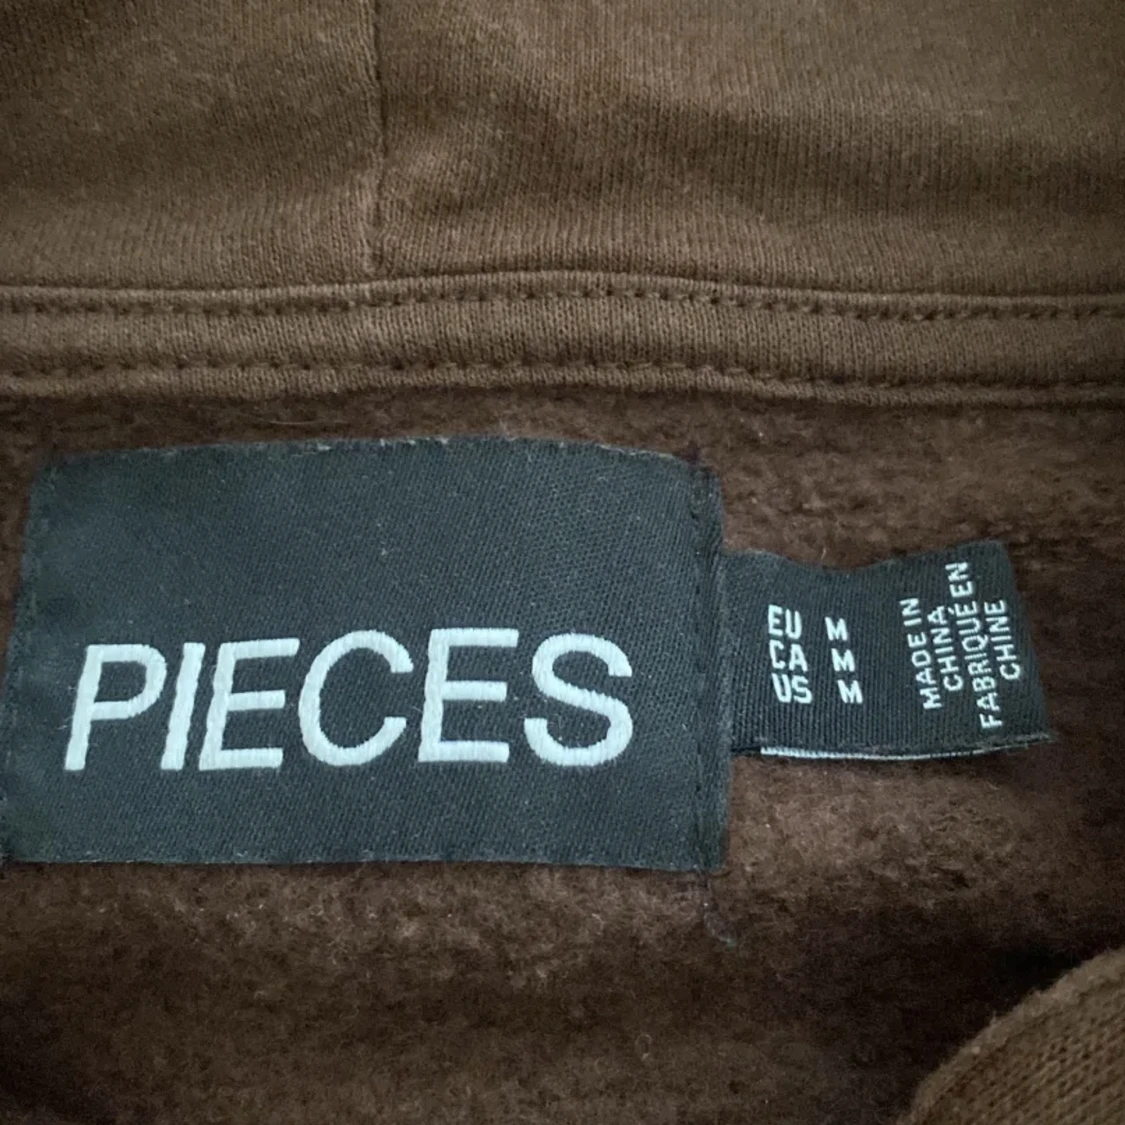 PIECES
EU M
CA M
US M
MADE IN
CHINA
FABRIQUÉ EN
CHINE